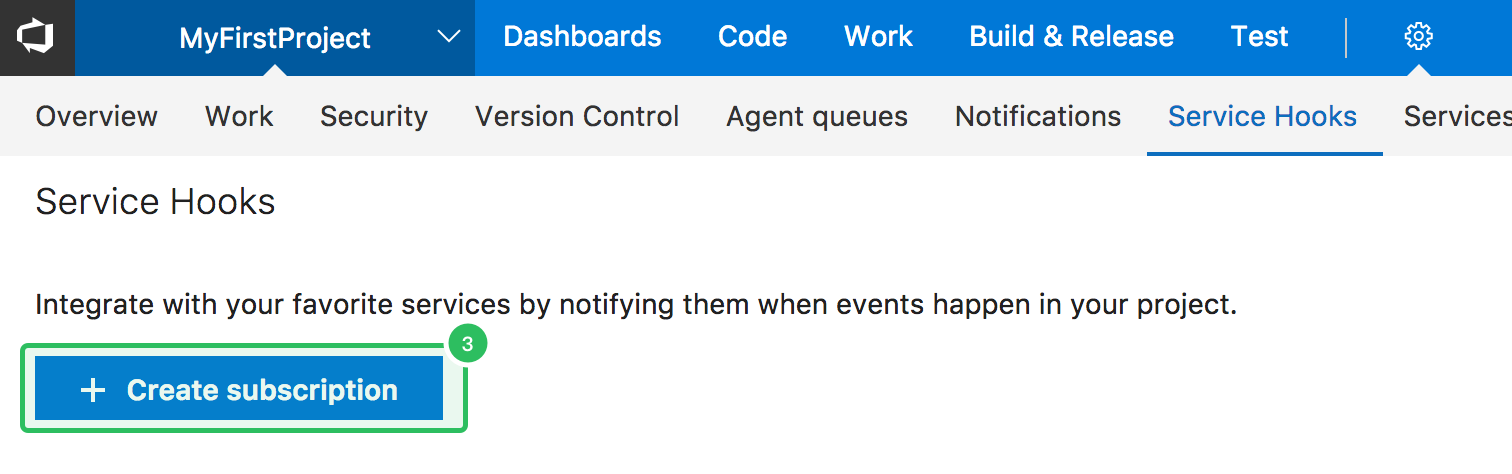 MyFirstProject Dashboards Code Work Build & Release Test
Overview Work Security Version Control Agent queues Notifications Service Hooks Services
Service Hooks
Integrate with your favorite services by notifying them when events happen in your project.
3
+ Create subscription